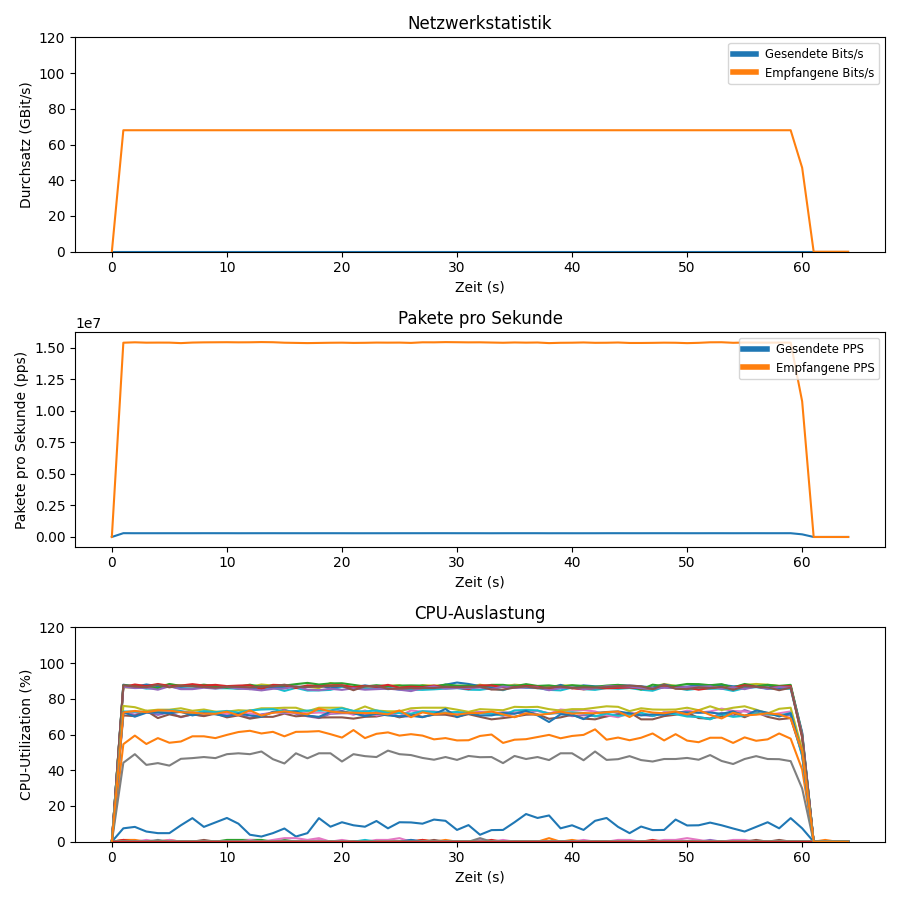 Netzwerkstatistik
120
100
80
60
40
20
0
Durchsatz (GBit/s)
Gesendete Bits/s
Empfangene Bits/s
0 10 20 30 40 50 60
Zeit (s)
Pakete pro Sekunde
1e7
1.50
1.25
1.00
0.75
0.50
0.25
0.00
Pakete pro Sekunde (pps)
Gesendete PPS
Empfangene PPS
0 10 20 30 40 50 60
Zeit (s)
CPU-Auslastung
120
100
80
60
40
20
0
CPU-Utilization (%)
0 10 20 30 40 50 60
Zeit (s)